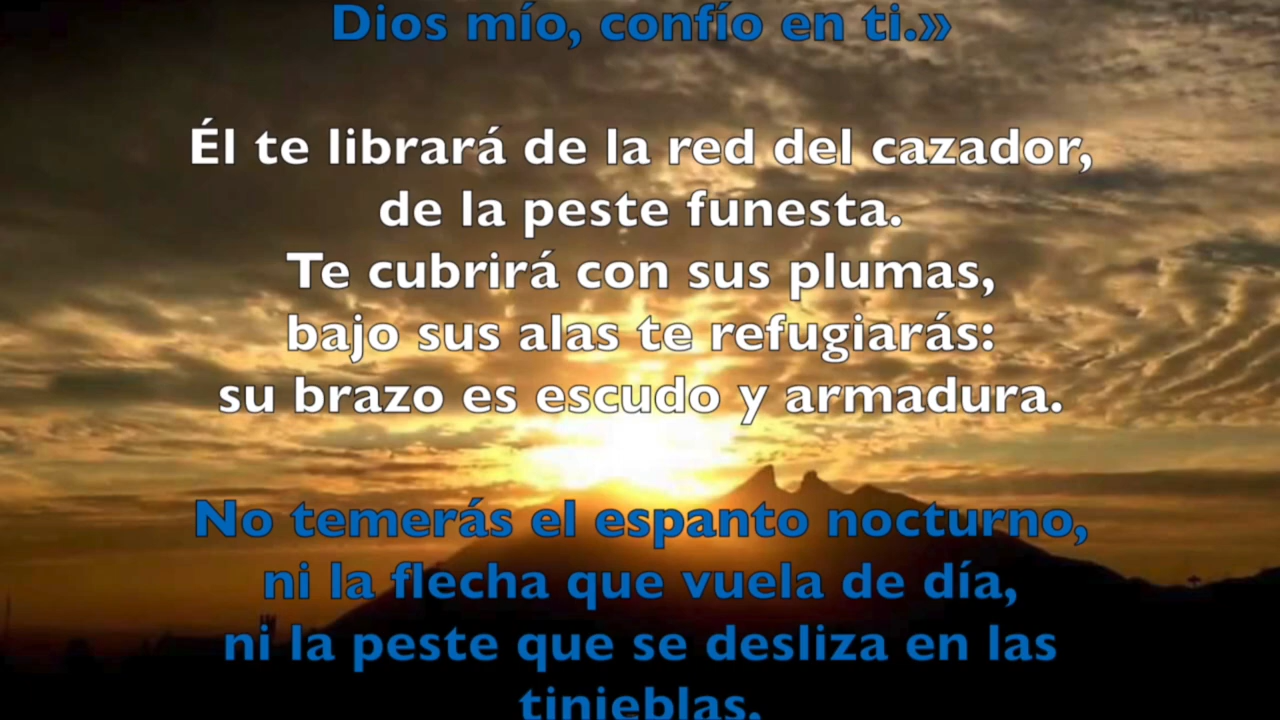 Dios mío, confío en ti.»
Él te librará de la red del cazador,
de la peste funesta.
Te cubrirá con sus plumas,
bajo sus alas te refugiarás:
su brazo es escudo y armadura.
No temerás el espanto nocturno,
ni la flecha que vuela de día,
ni la peste que se desliza en las
tinieblas,